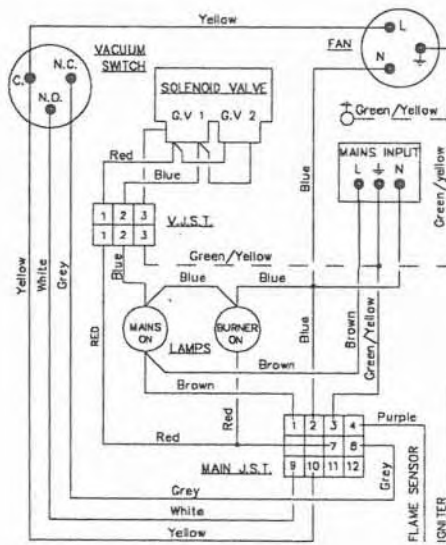 Yellow
L
FAN
N
VACUUM
SWITCH
C.
N.C.
N.O.
SOLENOID VALVE
G.V 1 G.V 2
Green/Yellow
MAINS INPUT
L N
Red
Blue
Blue
Green/yellow
1 2 3
1 2 3
V.J.S.T.
Green/Yellow
Blue
Blue
Blue
Yellow
White
Grey
RED
MAINS
ON
BURNER
ON
LAMPS
Blue
Brown
Green/Yellow
Brown
Brown
Red
Red
1 2 3 4
7 8
9 10 11 12
MAIN J.S.T.
Purple
Grey
Grey
White
Yellow
FLAME SENSOR
IGNITER